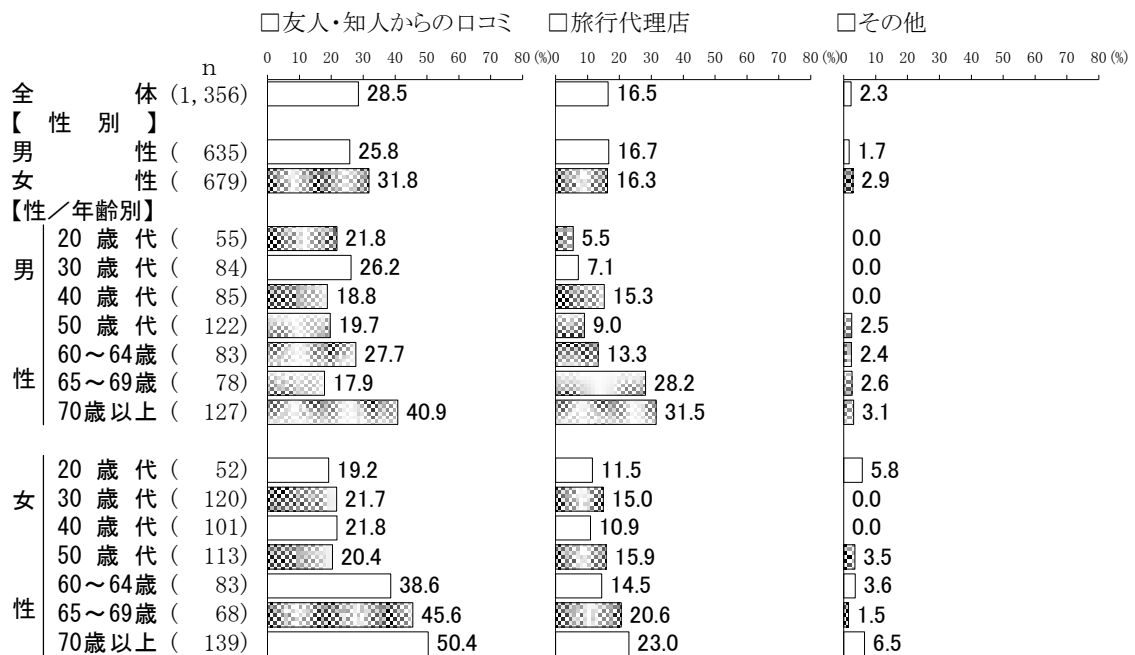 □友人・知人からの口コミ □旅行代理店 □その他
n 0 10 20 30 40 50 60 70 80 (%) 0 10 20 30 40 50 60 70 80 (%) 0 10 20 30 40 50 60 70 80 (%)
全体 (1,356) 28.5 16.5 2.3
【性別】
男性 ( 635) 25.8 16.7 1.7
女性 ( 679) 31.8 16.3 2.9
【性／年齢別】
男性
20歳代 ( 55) 21.8 5.5 0.0
30歳代 ( 84) 26.2 7.1 0.0
40歳代 ( 85) 18.8 15.3 0.0
50歳代 ( 122) 19.7 9.0 2.5
60～64歳 ( 83) 27.7 13.3 2.4
65～69歳 ( 78) 17.9 28.2 2.6
70歳以上 ( 127) 40.9 31.5 3.1
女性
20歳代 ( 52) 19.2 11.5 5.8
30歳代 ( 120) 21.7 15.0 0.0
40歳代 ( 101) 21.8 10.9 0.0
50歳代 ( 113) 20.4 15.9 3.5
60～64歳 ( 83) 38.6 14.5 3.6
65～69歳 ( 68) 45.6 20.6 1.5
70歳以上 ( 139) 50.4 23.0 6.5